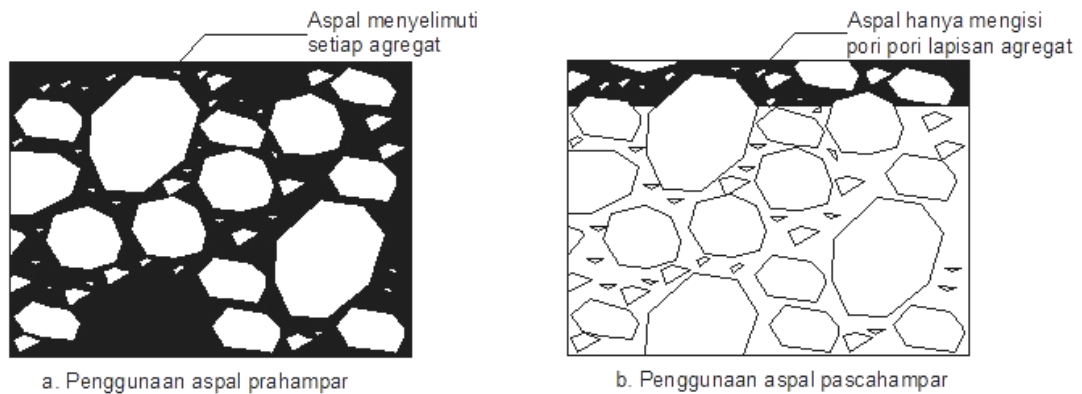 Aspal menyelimuti
setiap agregat
Aspal hanya mengisi
pori pori lapisan agregat
a. Penggunaan aspal prahampar
b. Penggunaan aspal pascahampar